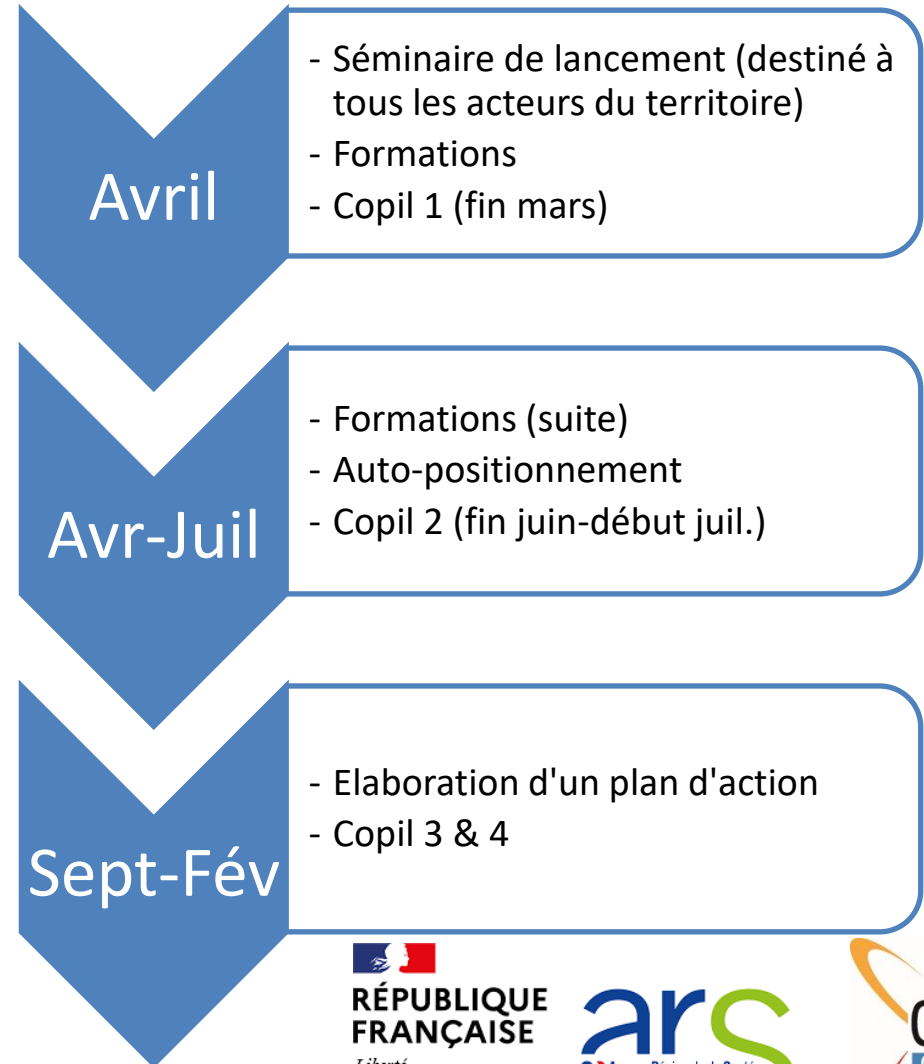 Avril
- Séminaire de lancement (destiné à
tous les acteurs du territoire)
- Formations
- Copil 1 (fin mars)
Avr-Juil
- Formations (suite)
- Auto-positionnement
- Copil 2 (fin juin-début juil.)
Sept-Fév
- Elaboration d'un plan d'action
- Copil 3 & 4
RÉPUBLIQUE
FRANÇAISE
Liberté
ars